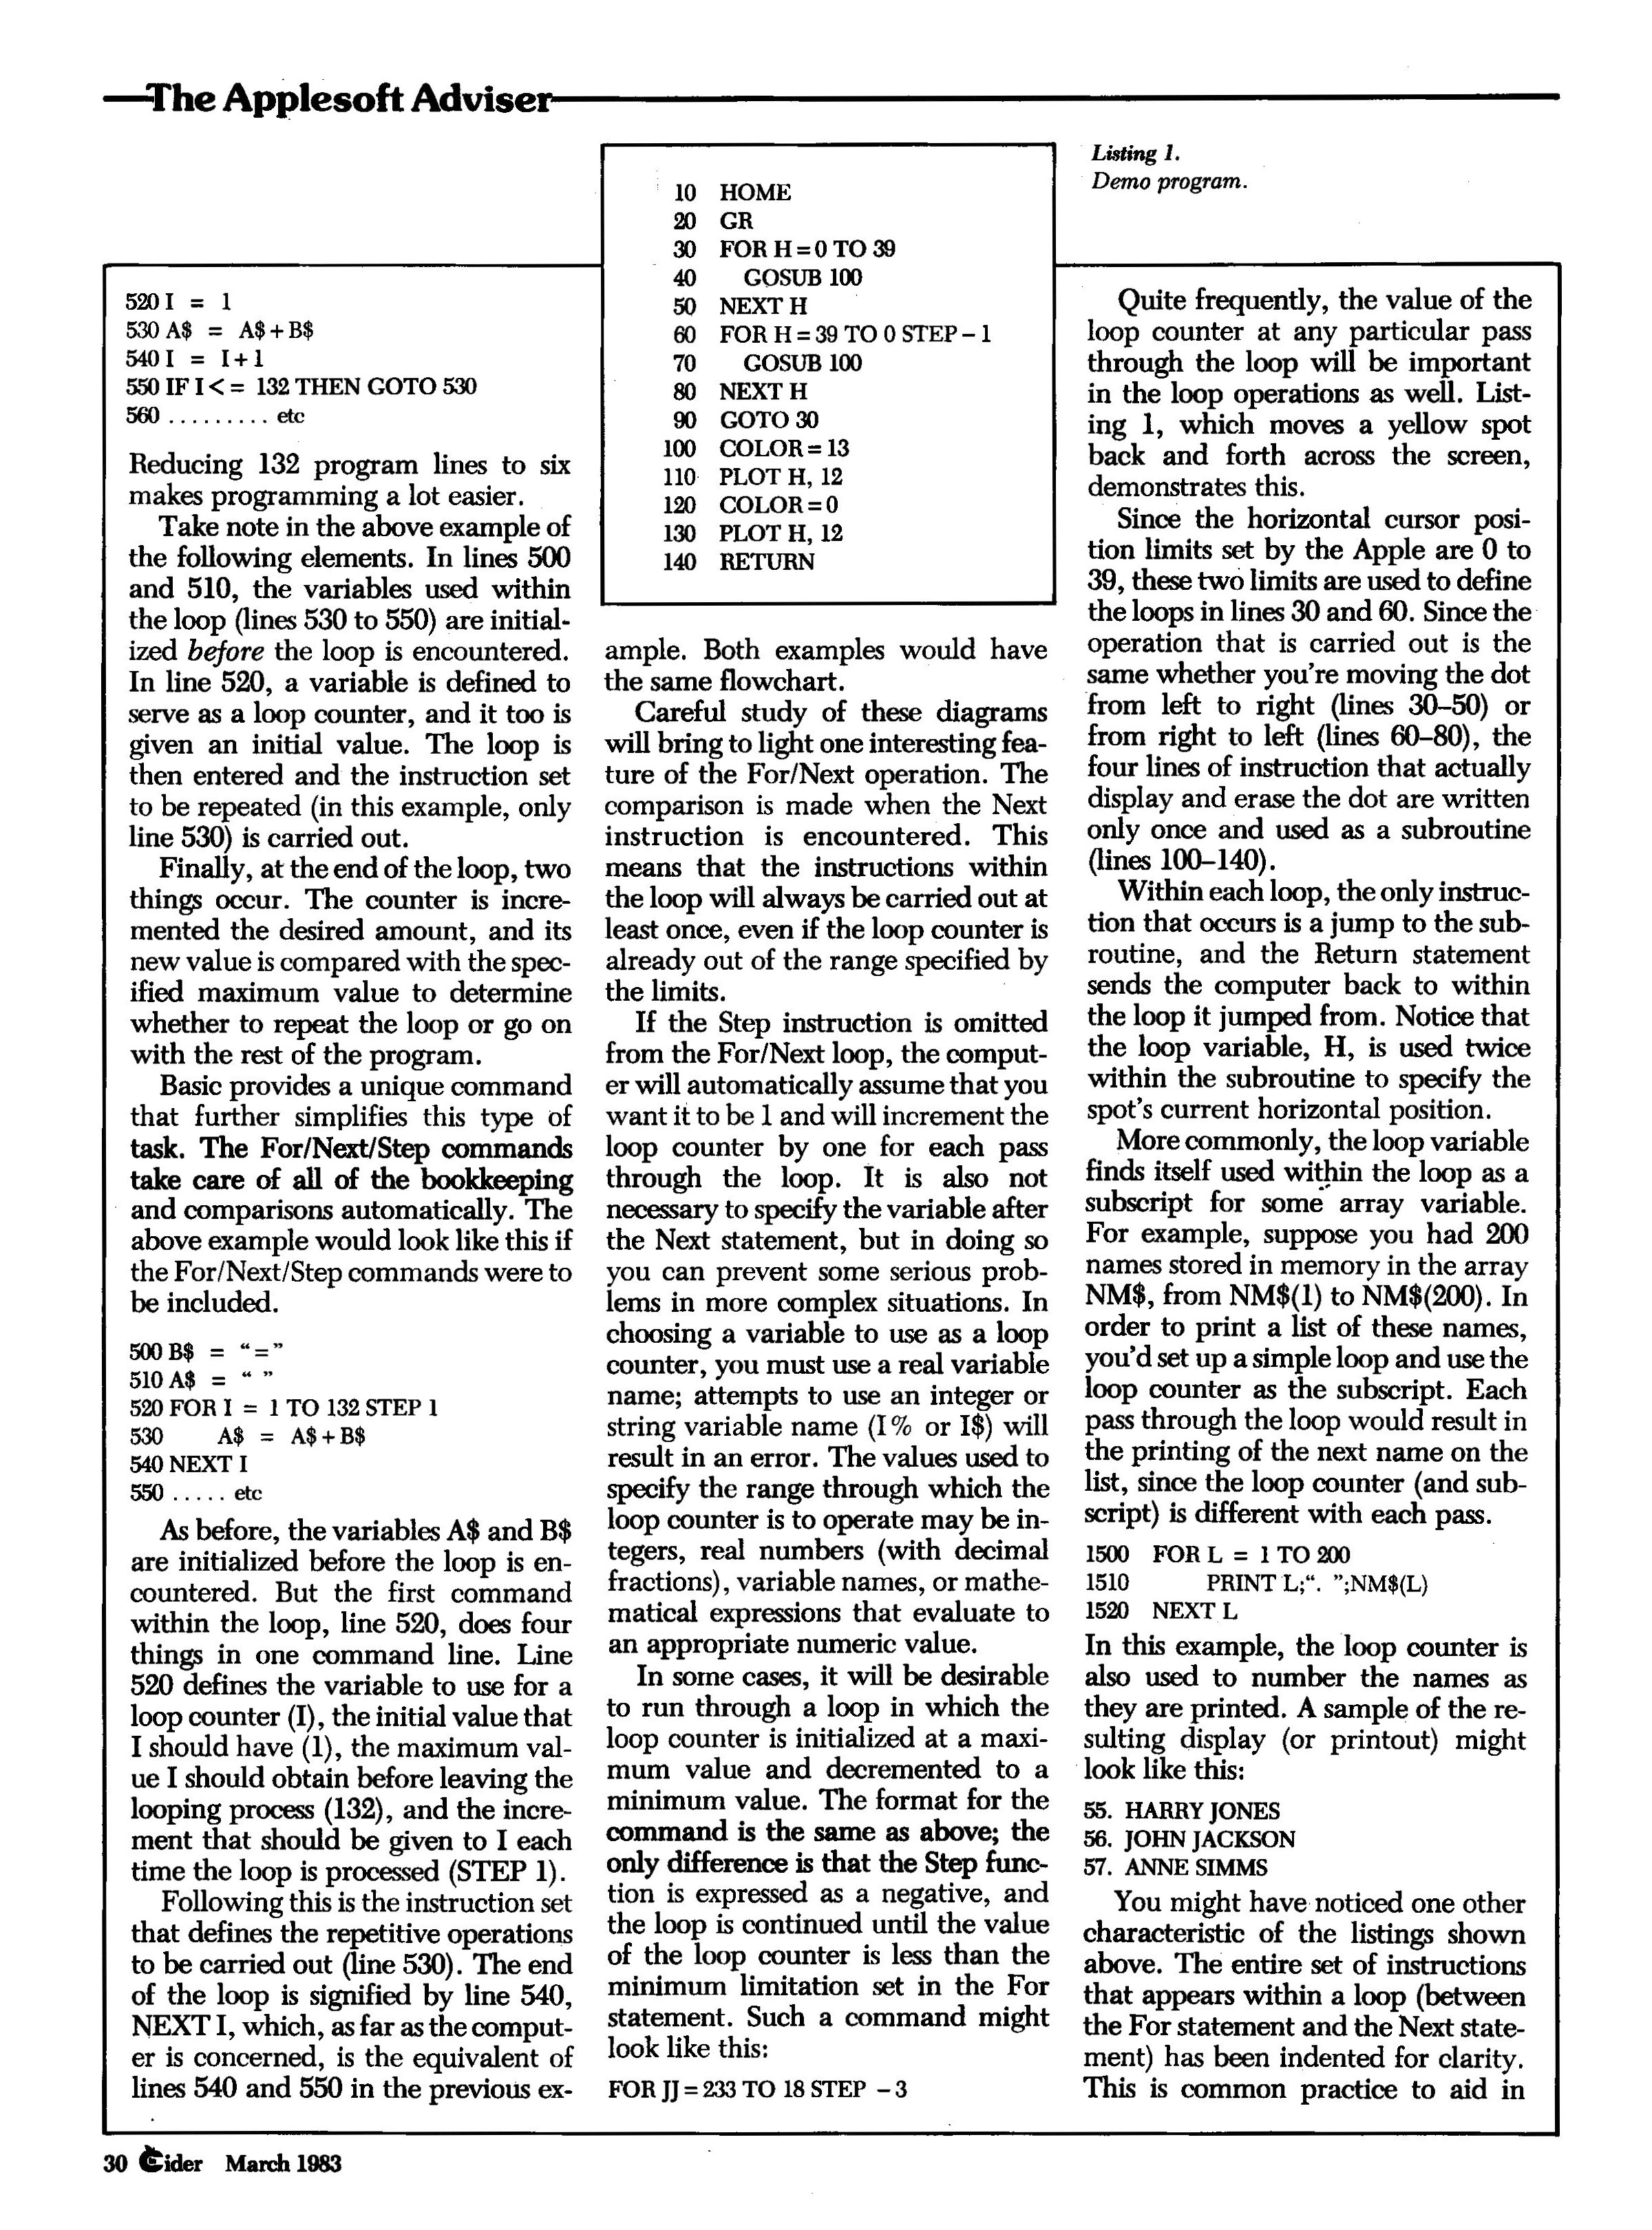 The Applesoft Adviser
520 I = 1
530 A$ = A$+B$
540 I = I+1
550 IF I<= 132 THEN GOTO 530
560 ......... etc
Reducing 132 program lines to six
makes programming a lot easier.
Take note in the above example of
the following elements. In lines 500
and 510, the variables used within
the loop (lines 530 to 550) are initial-
ized before the loop is encountered.
In line 520, a variable is defined to
serve as a loop counter, and it too is
given an initial value. The loop is
then entered and the instruction set
to be repeated (in this example, only
line 530) is carried out.
Finally, at the end of the loop, two
things occur. The counter is incre-
mented the desired amount, and its
new value is compared with the spec-
ified maximum value to determine
whether to repeat the loop or go on
with the rest of the program.
Basic provides a unique command
that further simplifies this type of
task. The For/Next/Step commands
take care of all of the bookkeeping
and comparisons automatically. The
above example would look like this if
the For/Next/Step commands were to
be included.
500 B$ = “=”
510 A$ = “ ”
520 FOR I = 1 TO 132 STEP 1
530 A$ = A$+B$
540 NEXT I
550 ..... etc
As before, the variables A$ and B$
are initialized before the loop is en-
countered. But the first command
within the loop, line 520, does four
things in one command line. Line
520 defines the variable to use for a
loop counter (I), the initial value that
I should have (1), the maximum val-
ue I should obtain before leaving the
looping process (132), and the incre-
ment that should be given to I each
time the loop is processed (STEP 1).
Following this is the instruction set
that defines the repetitive operations
to be carried out (line 530). The end
of the loop is signified by line 540,
NEXT I, which, as far as the comput-
er is concerned, is the equivalent of
lines 540 and 550 in the previous ex-
10 HOME
20 GR
30 FOR H=0 TO 39
40 GOSUB 100
50 NEXT H
60 FOR H=39 TO 0 STEP-1
70 GOSUB 100
80 NEXT H
90 GOTO 30
100 COLOR=13
110 PLOT H, 12
120 COLOR=0
130 PLOT H, 12
140 RETURN
Listing 1.
Demo program.
ample. Both examples would have
the same flowchart.
Careful study of these diagrams
will bring to light one interesting fea-
ture of the For/Next operation. The
comparison is made when the Next
instruction is encountered. This
means that the instructions within
the loop will always be carried out at
least once, even if the loop counter is
already out of the range specified by
the limits.
If the Step instruction is omitted
from the For/Next loop, the comput-
er will automatically assume that you
want it to be 1 and will increment the
loop counter by one for each pass
through the loop. It is also not
necessary to specify the variable after
the Next statement, but in doing so
you can prevent some serious prob-
lems in more complex situations. In
choosing a variable to use as a loop
counter, you must use a real variable
name; attempts to use an integer or
string variable name (I% or I$) will
result in an error. The values used to
specify the range through which the
loop counter is to operate may be in-
tegers, real numbers (with decimal
fractions), variable names, or mathe-
matical expressions that evaluate to
an appropriate numeric value.
In some cases, it will be desirable
to run through a loop in which the
loop counter is initialized at a maxi-
mum value and decremented to a
minimum value. The format for the
command is the same as above; the
only difference is that the Step func-
tion is expressed as a negative, and
the loop is continued until the value
of the loop counter is less than the
minimum limitation set in the For
statement. Such a command might
look like this:
FOR JJ=233 TO 18 STEP -3
Quite frequently, the value of the
loop counter at any particular pass
through the loop will be important
in the loop operations as well. List-
ing 1, which moves a yellow spot
back and forth across the screen,
demonstrates this.
Since the horizontal cursor posi-
tion limits set by the Apple are 0 to
39, these two limits are used to define
the loops in lines 30 and 60. Since the
operation that is carried out is the
same whether you're moving the dot
from left to right (lines 30–50) or
from right to left (lines 60–80), the
four lines of instruction that actually
display and erase the dot are written
only once and used as a subroutine
(lines 100–140).
Within each loop, the only instruc-
tion that occurs is a jump to the sub-
routine, and the Return statement
sends the computer back to within
the loop it jumped from. Notice that
the loop variable, H, is used twice
within the subroutine to specify the
spot's current horizontal position.
More commonly, the loop variable
finds itself used within the loop as a
subscript for some array variable.
For example, suppose you had 200
names stored in memory in the array
NM$, from NM$(1) to NM$(200). In
order to print a list of these names,
you'd set up a simple loop and use the
loop counter as the subscript. Each
pass through the loop would result in
the printing of the next name on the
list, since the loop counter (and sub-
script) is different with each pass.
1500 FOR L = 1 TO 200
1510 PRINT L;“. ”;NM$(L)
1520 NEXT L
In this example, the loop counter is
also used to number the names as
they are printed. A sample of the re-
sulting display (or printout) might
look like this:
55. HARRY JONES
56. JOHN JACKSON
57. ANNE SIMMS
You might have noticed one other
characteristic of the listings shown
above. The entire set of instructions
that appears within a loop (between
the For statement and the Next state-
ment) has been indented for clarity.
This is common practice to aid in
30 Cider March 1983